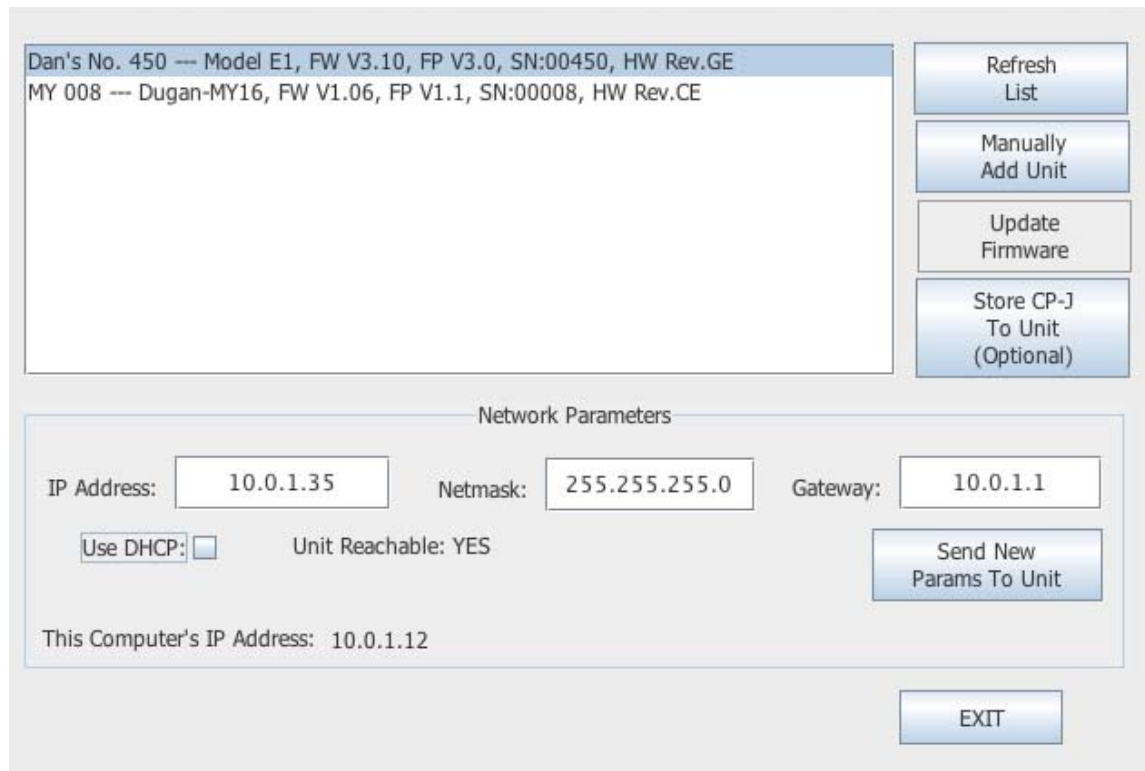 Dan's No. 450 --- Model E1, FW V3.10, FP V3.0, SN:00450, HW Rev.GE
MY 008 --- Dugan-MY16, FW V1.06, FP V1.1, SN:00008, HW Rev.CE
Refresh
List
Manually
Add Unit
Update
Firmware
Store CP-J
To Unit
(Optional)
Network Parameters
IP Address: 10.0.1.35 Netmask: 255.255.255.0 Gateway: 10.0.1.1
Use DHCP: Unit Reachable: YES
Send New
Params To Unit
This Computer's IP Address: 10.0.1.12
EXIT